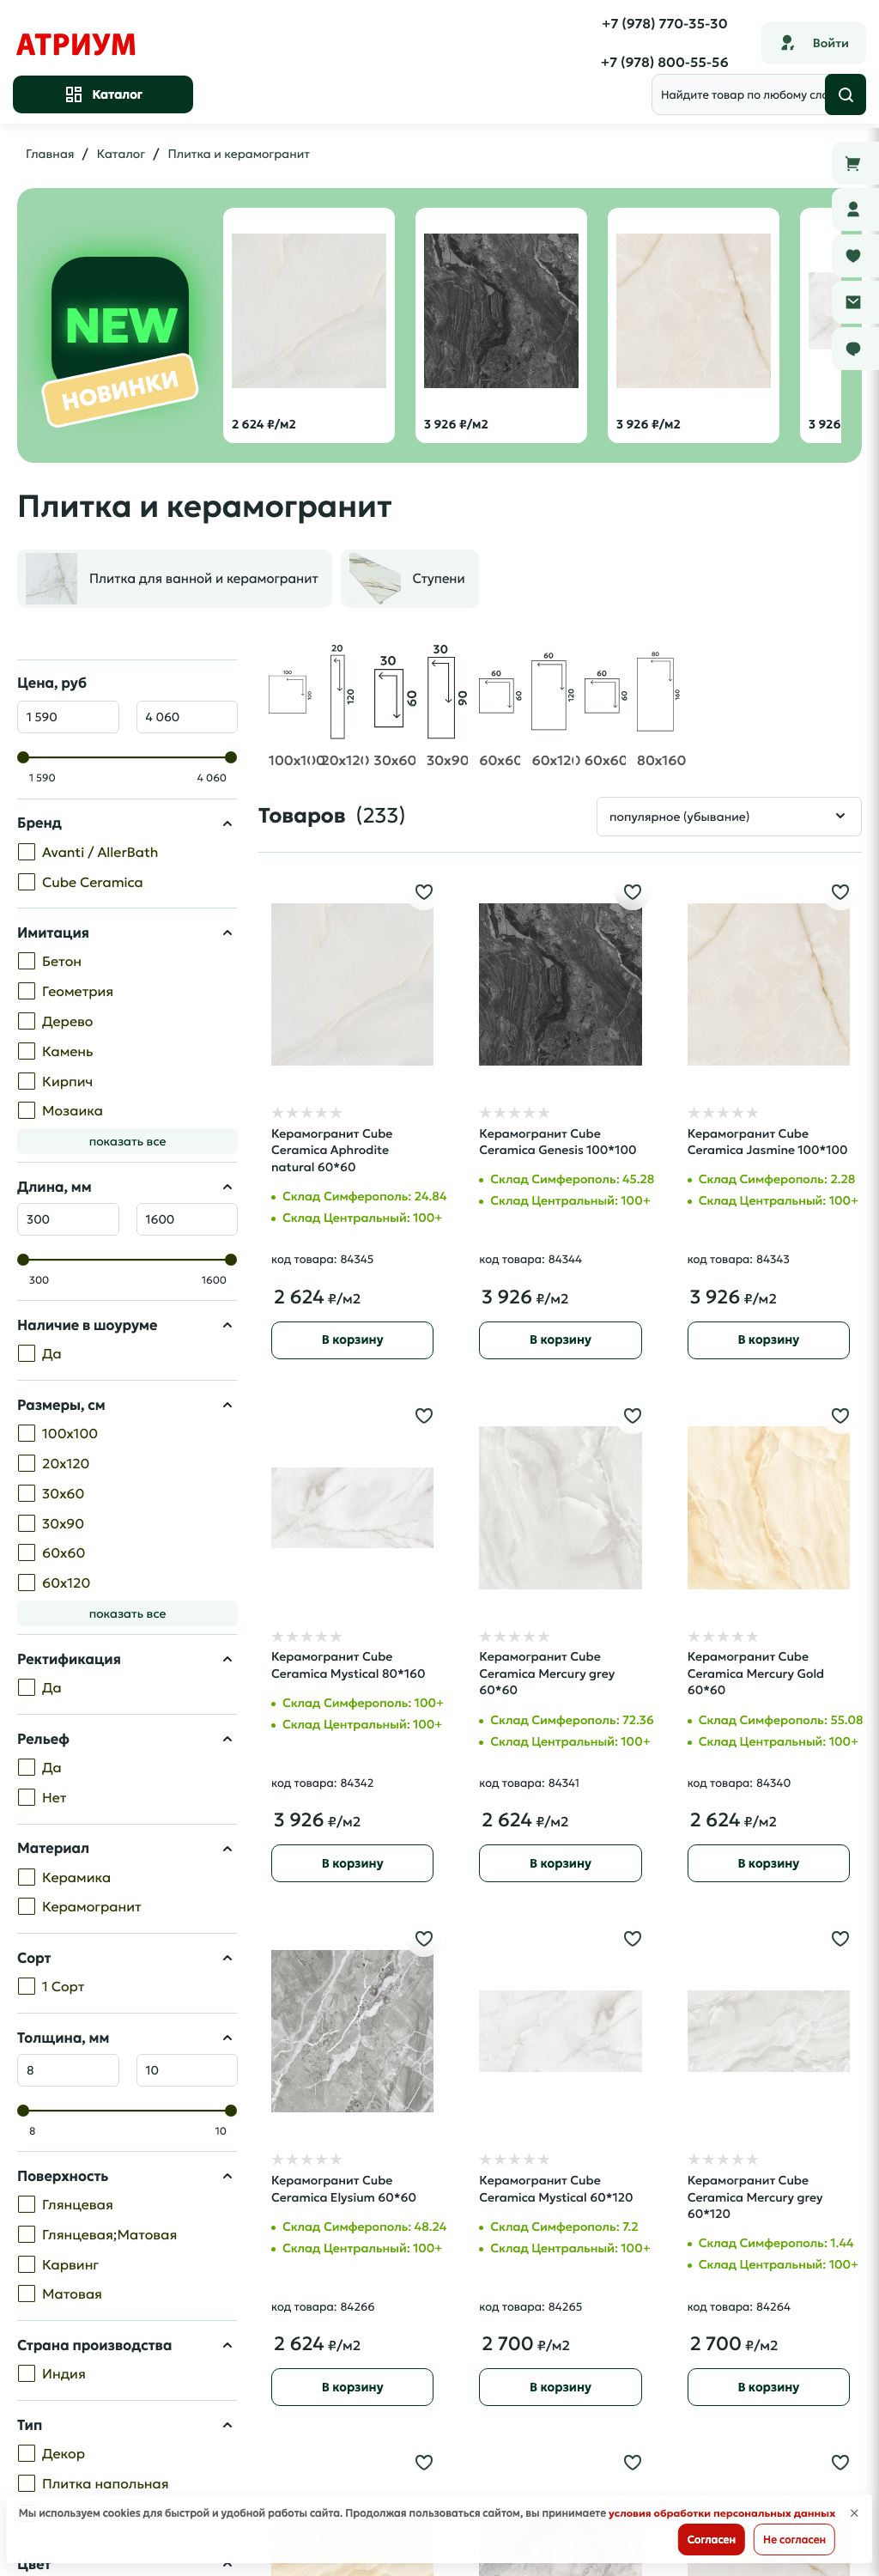 +7 (978) 770-35-30
АТРИУМ
Войти
+7 (978) 800-55-56
Каталог
Найдите товар по любому сло
Главная / Каталог / Плитка и керамогранит
NEW
НОВИНКИ
2 624 ₽/м2
3 926 ₽/м2
3 926 ₽/м2
3 926
Плитка и керамогранит
Плитка для ванной и керамогранит
Ступени
Цена, руб
1 590
4 060
1 590
4 060
Бренд
Avanti / AllerBath
Cube Ceramica
Имитация
Бетон
Геометрия
Дерево
Камень
Кирпич
Мозаика
показать все
Длина, мм
300
1600
300
1600
Наличие в шоуруме
Да
Размеры, см
100x100
20x120
30x60
30x90
60x60
60x120
показать все
Ректификация
Да
Рельеф
Да
Нет
Материал
Керамика
Керамогранит
Сорт
1 Сорт
Толщина, мм
8
10
8
10
Поверхность
Глянцевая
Глянцевая;Матовая
Карвинг
Матовая
Страна производства
Индия
Тип
Декор
Плитка напольная
Цвет
100
100
100x100
20
120
20x120
30
60
30x60
30
90
30x90
60
60
60x60
60
120
60x120
60
60
60x60
80
160
80x160
Товаров (233)
популярное (убывание)
Керамогранит Cube
Ceramica Aphrodite
natural 60*60
Склад Симферополь: 24.84
Склад Центральный: 100+
код товара: 84345
2 624 ₽/м2
В корзину
Керамогранит Cube
Ceramica Genesis 100*100
Склад Симферополь: 45.28
Склад Центральный: 100+
код товара: 84344
3 926 ₽/м2
В корзину
Керамогранит Cube
Ceramica Jasmine 100*100
Склад Симферополь: 2.28
Склад Центральный: 100+
код товара: 84343
3 926 ₽/м2
В корзину
Керамогранит Cube
Ceramica Mystical 80*160
Склад Симферополь: 100+
Склад Центральный: 100+
код товара: 84342
3 926 ₽/м2
В корзину
Керамогранит Cube
Ceramica Mercury grey
60*60
Склад Симферополь: 72.36
Склад Центральный: 100+
код товара: 84341
2 624 ₽/м2
В корзину
Керамогранит Cube
Ceramica Mercury Gold
60*60
Склад Симферополь: 55.08
Склад Центральный: 100+
код товара: 84340
2 624 ₽/м2
В корзину
Керамогранит Cube
Ceramica Elysium 60*60
Склад Симферополь: 48.24
Склад Центральный: 100+
код товара: 84266
2 624 ₽/м2
В корзину
Керамогранит Cube
Ceramica Mystical 60*120
Склад Симферополь: 7.2
Склад Центральный: 100+
код товара: 84265
2 700 ₽/м2
В корзину
Керамогранит Cube
Ceramica Mercury grey
60*120
Склад Симферополь: 1.44
Склад Центральный: 100+
код товара: 84264
2 700 ₽/м2
В корзину
Мы используем cookies для быстрой и удобной работы сайта. Продолжая пользоваться сайтом, вы принимаете условия обработки персональных данных
Согласен
Не согласен